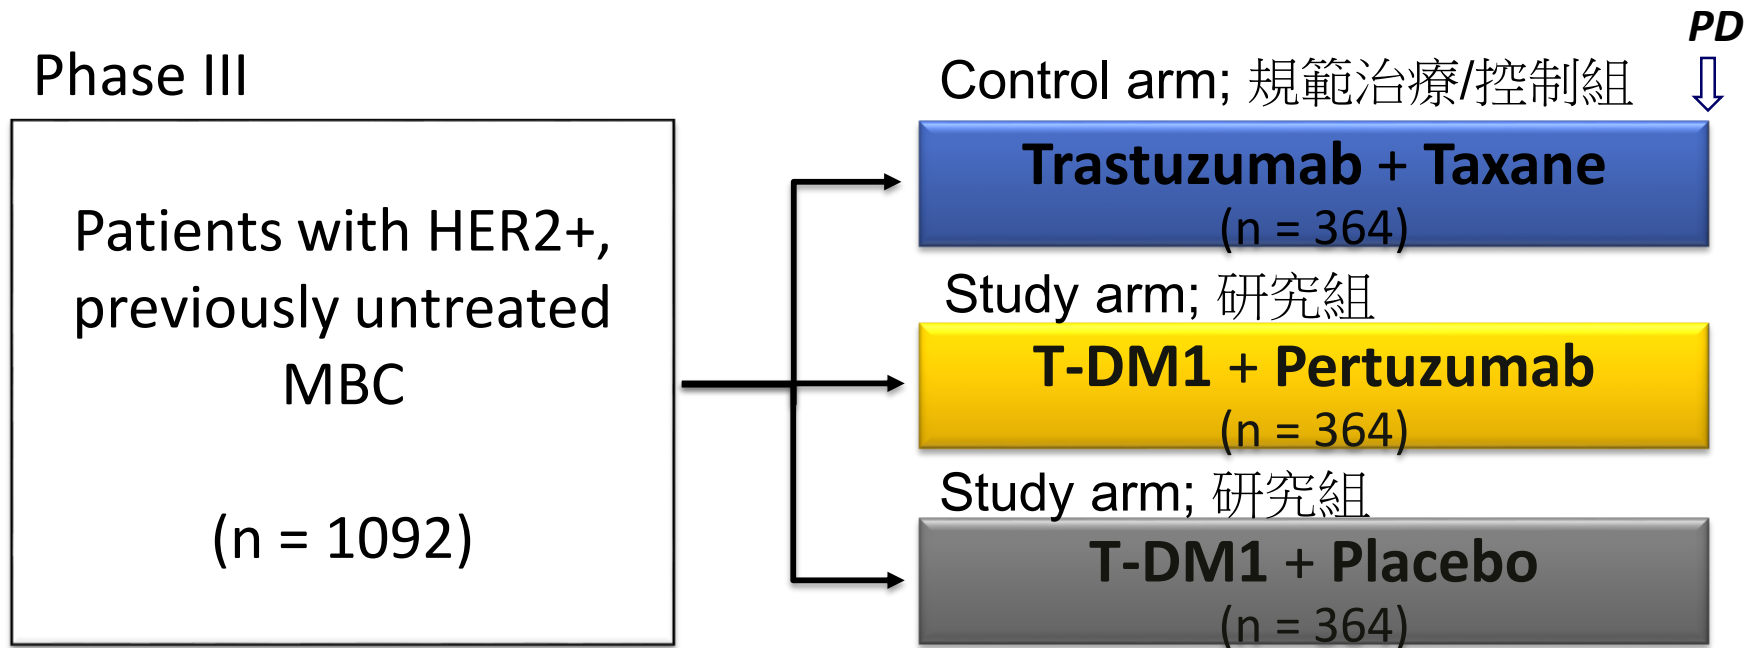 PD
Phase III
Control arm; 規範治療/控制組
Patients with HER2+,
previously untreated
MBC
(n = 1092)
Trastuzumab + Taxane
(n = 364)
Study arm; 研究組
T-DM1 + Pertuzumab
(n = 364)
Study arm; 研究組
T-DM1 + Placebo
(n = 364)